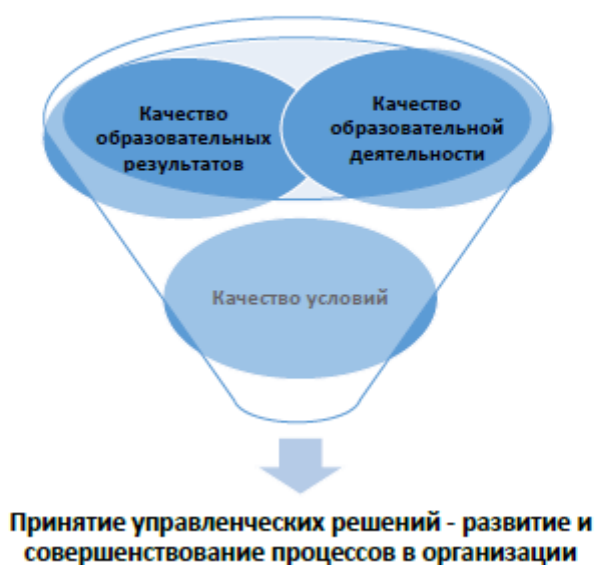 Качество
образовательных
результатов
Качество
образовательной
деятельности
Качество условий
Принятие управленческих решений - развитие и
совершенствование процессов в организации